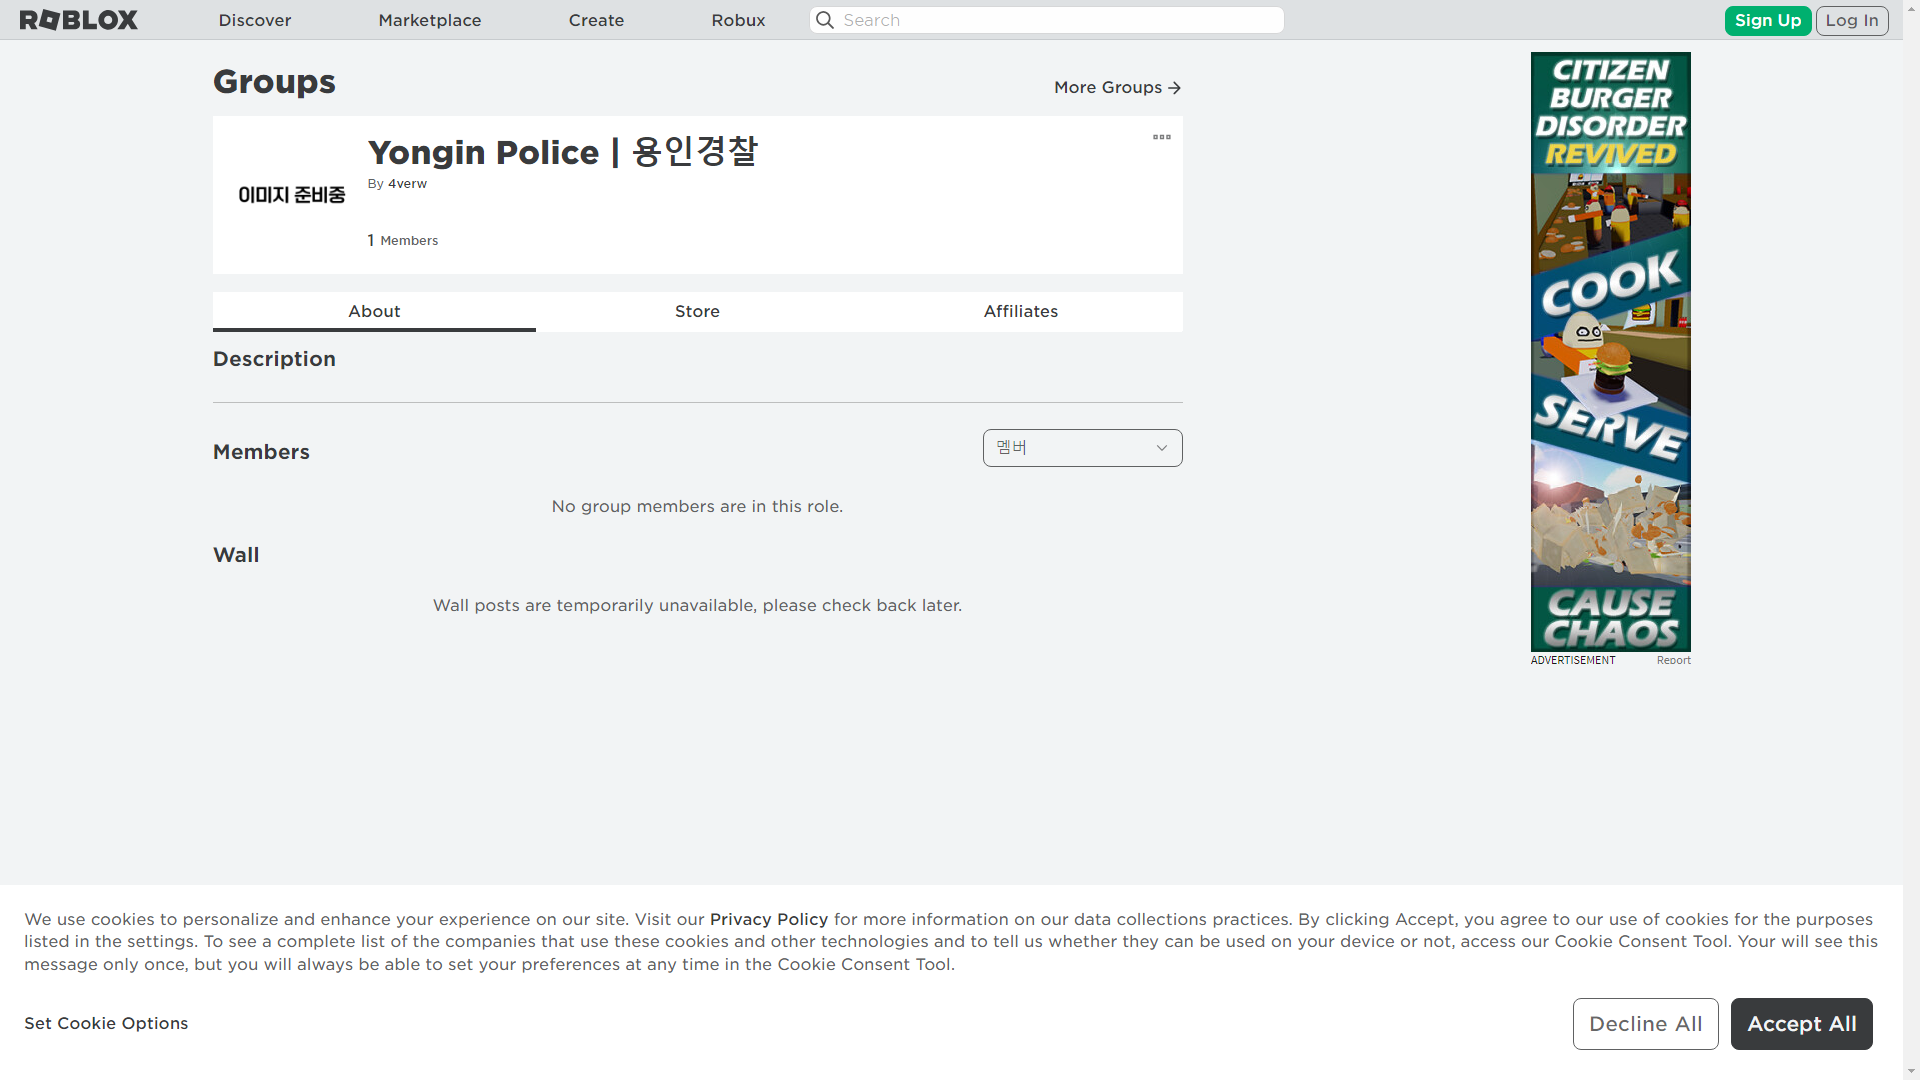 ROBLOX
Discover
Marketplace
Create
Robux
Search
Sign Up
Log In
Groups
More Groups
이미지 준비중
Yongin Police | 용인경찰
By 4verw
1 Members
About
Store
Affiliates
Description
Members
멤버
No group members are in this role.
Wall
Wall posts are temporarily unavailable, please check back later.
CITIZEN
BURGER
DISORDER
REVIVED
COOK
SERVE
CAUSE
CHAOS
ADVERTISEMENT
Report
We use cookies to personalize and enhance your experience on our site. Visit our Privacy Policy for more information on our data collections practices. By clicking Accept, you agree to our use of cookies for the purposes
listed in the settings. To see a complete list of the companies that use these cookies and other technologies and to tell us whether they can be used on your device or not, access our Cookie Consent Tool. Your will see this
message only once, but you will always be able to set your preferences at any time in the Cookie Consent Tool.
Set Cookie Options
Decline All
Accept All